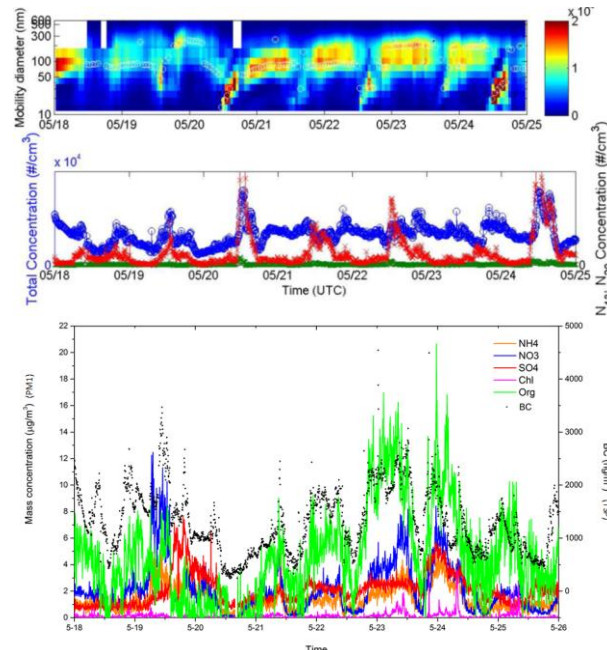 x 10
600
500
300
100
50
10
Mobility diameter (nm)
2
1
0
05/18 05/19 05/20 05/21 05/22 05/23 05/24 05/25
x 10⁴
Total Concentration (#/cm³)
0
0
05/18 05/19 05/20 05/21 05/22 05/23 05/24 05/25
Time (UTC)
22
20
18
16
14
12
10
8
6
4
2
0
Mass concentration (µg/m³) (PM1)
NH4
NO3
SO4
Chl
Org
BC
5000
4000
3000
2000
1000
0
5-18 5-19 5-20 5-21 5-22 5-23 5-24 5-25 5-26
Time